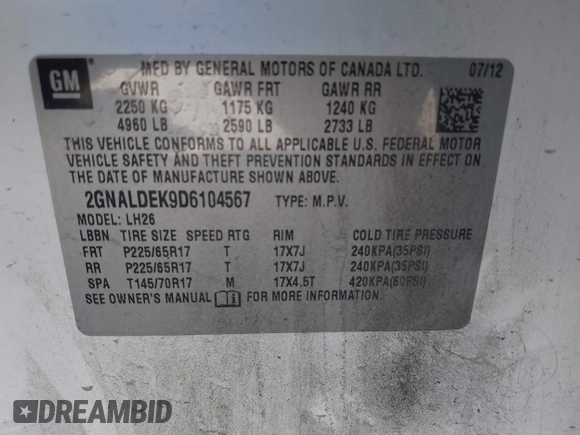 GM
MFD BY GENERAL MOTORS OF CANADA LTD. 07/12
GVWR GAWR FRT GAWR RR
2250 KG 1175 KG 1240 KG
4960 LB 2590 LB 2733 LB
THIS VEHICLE CONFORMS TO ALL APPLICABLE U.S. FEDERAL MOTOR
VEHICLE SAFETY AND THEFT PREVENTION STANDARDS IN EFFECT ON
THE DATE OF MANUFACTURE SHOWN ABOVE.
2GNALDEK9D6104567 TYPE: M.P.V.
MODEL: LH26
LBBN TIRE SIZE SPEED RTG RIM COLD TIRE PRESSURE
FRT P225/65R17 T 17X7J 240KPA(35PSI)
RR P225/65R17 T 17X7J 240KPA(35PSI)
SPA T145/70R17 M 17X4.5T 420KPA(60PSI)
SEE OWNER'S MANUAL FOR MORE INFORMATION.
DREAMBID